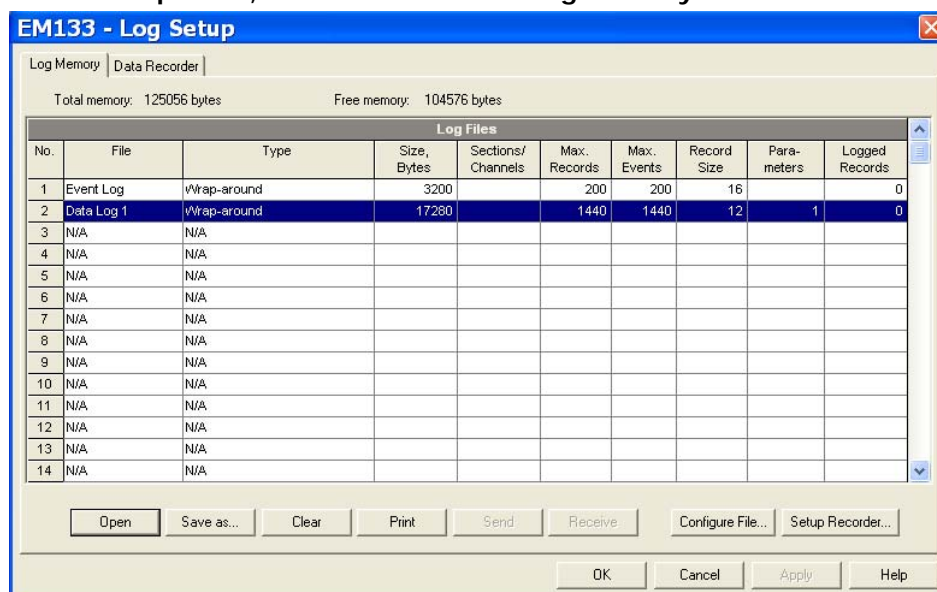 EM133 - Log Setup
Log Memory Data Recorder
Total memory: 125056 bytes Free memory: 104576 bytes
Log Files
No. File Type Size, Bytes Sections/ Channels Max. Records Max. Events Record Size Para- meters Logged Records
1 Event Log Wrap-around 3200 200 200 16 0
2 Data Log 1 Wrap-around 17280 1440 1440 12 1 0
3 N/A N/A
4 N/A N/A
5 N/A N/A
6 N/A N/A
7 N/A N/A
8 N/A N/A
9 N/A N/A
10 N/A N/A
11 N/A N/A
12 N/A N/A
13 N/A N/A
14 N/A N/A
Open Save as... Clear Print Send Receive Configure File... Setup Recorder...
OK Cancel Apply Help